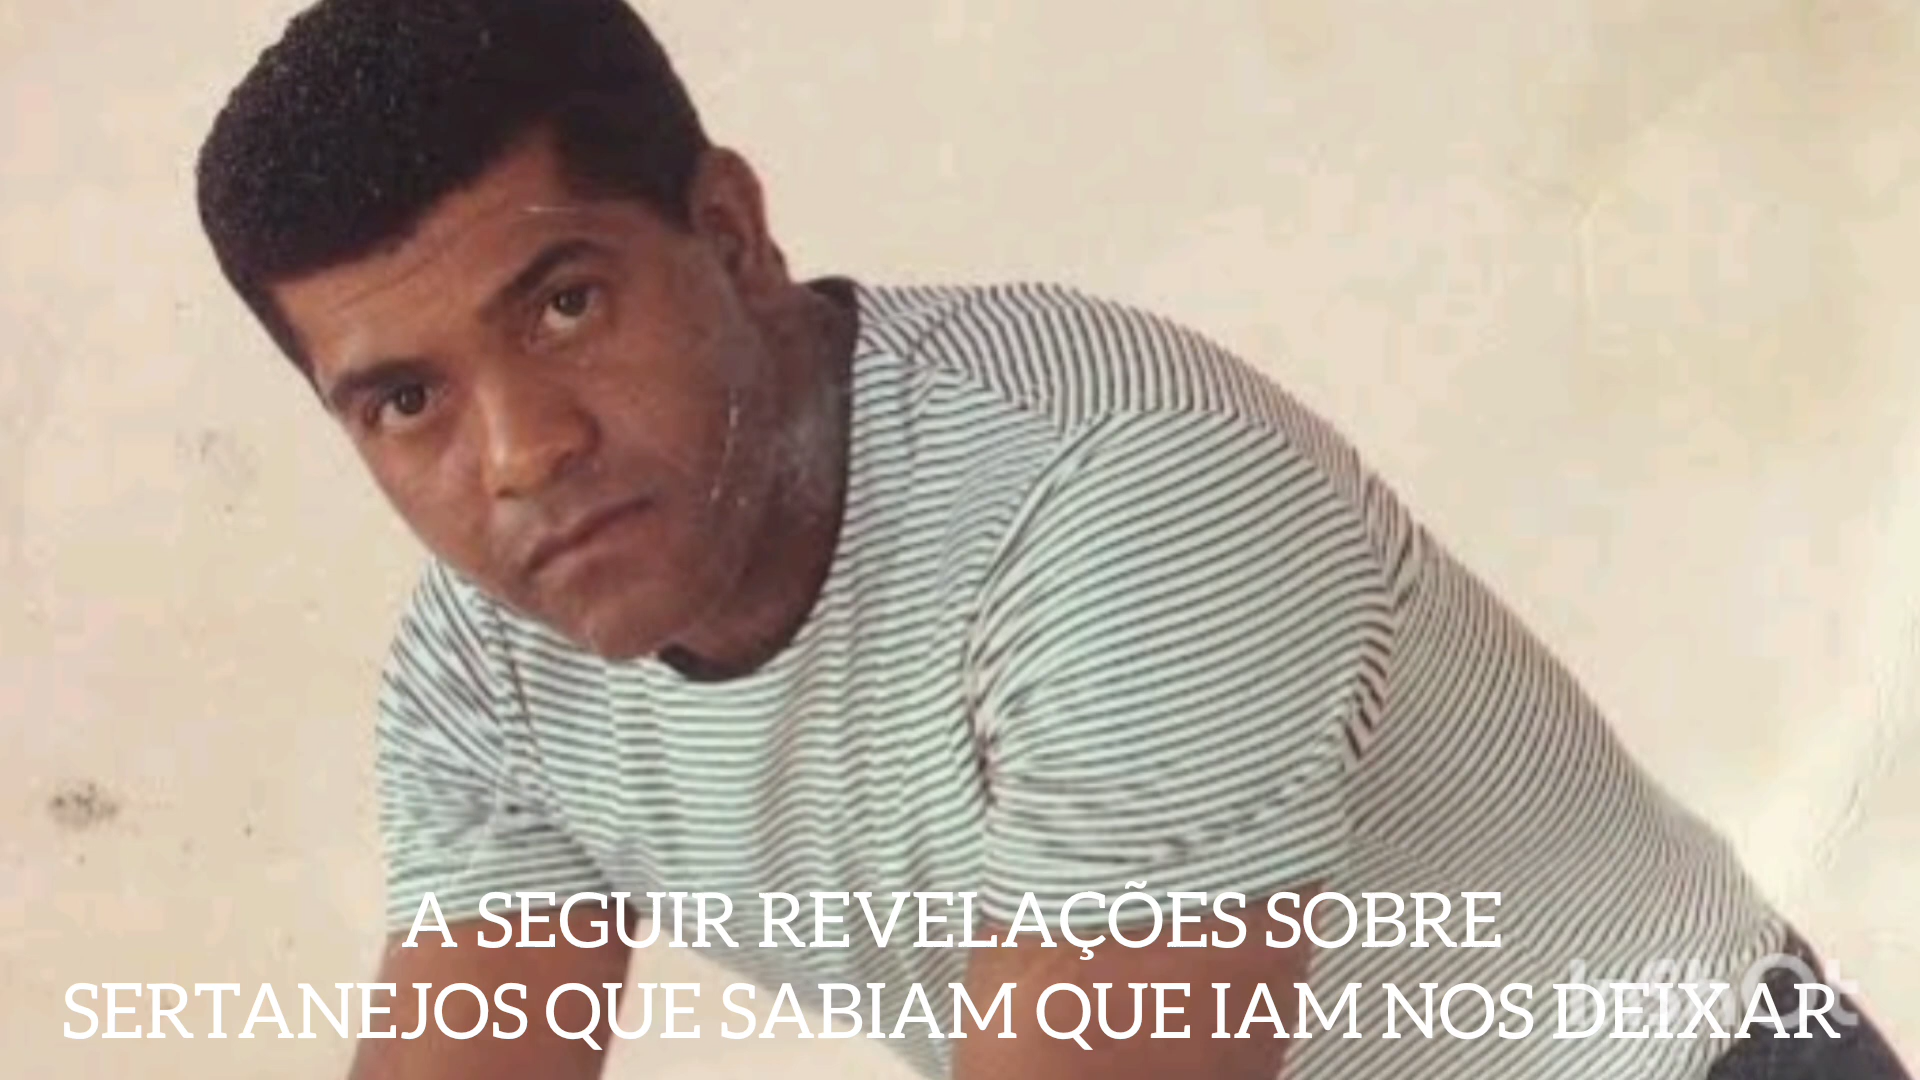 A SEGUIR REVELAÇÕES SOBRE
SERTANEJOS QUE SABIAM QUE IAM NOS DEIXAR